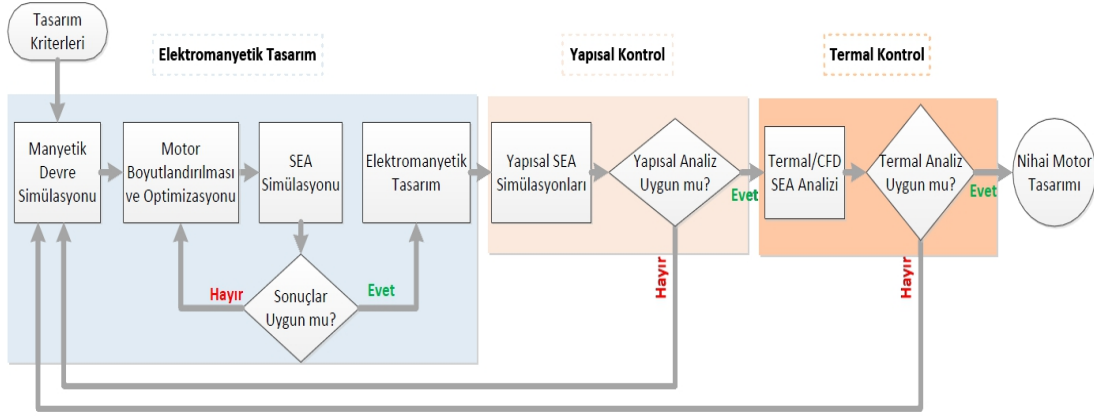 Tasarım
Kriterleri
Elektromanyetik Tasarım
Yapısal Kontrol
Termal Kontrol
Manyetik
Devre
Simülasyonu
Motor
Boyutlandırılması
ve Optimizasyonu
SEA
Simülasyonu
Elektromanyetik
Tasarım
Yapısal SEA
Simülasyonları
Yapısal Analiz
Uygun mu?
Evet
Termal/CFD
SEA Analizi
Termal Analiz
Uygun mu?
Evet
Nihai Motor
Tasarımı
Hayır
Sonuçlar
Uygun mu?
Evet
Hayır
Hayır